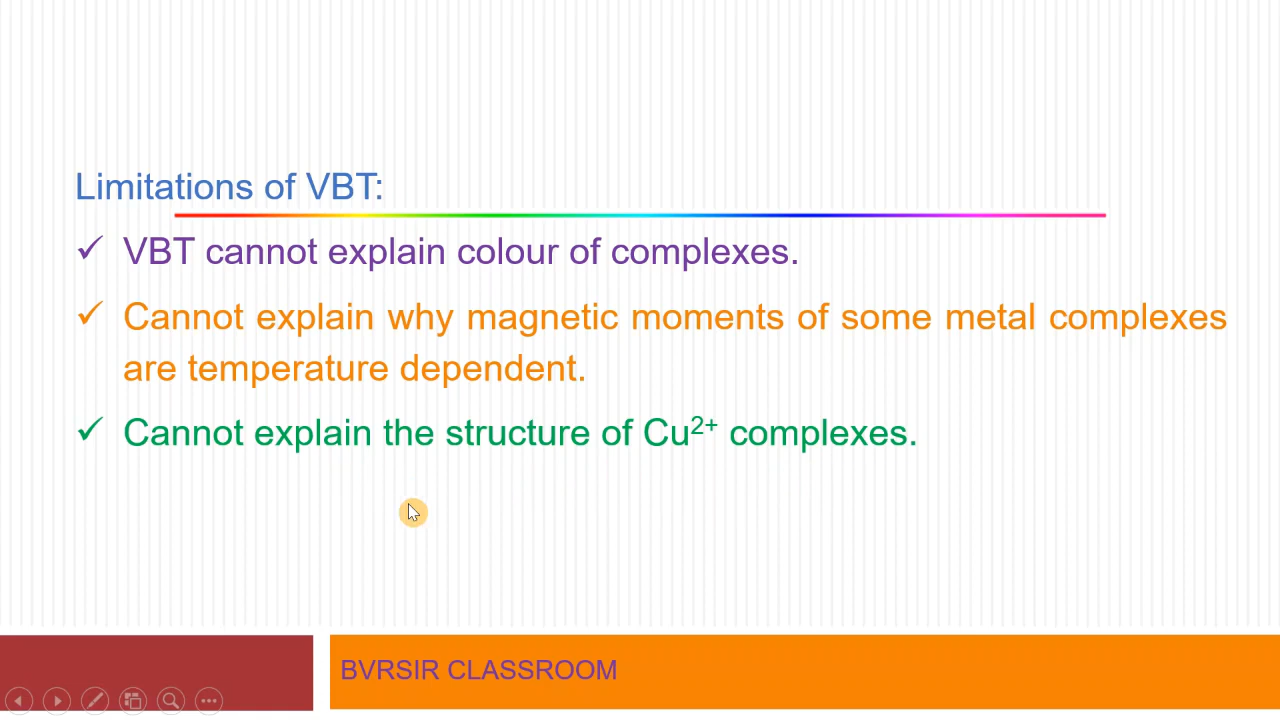 Limitations of VBT:
✓ VBT cannot explain colour of complexes.
✓ Cannot explain why magnetic moments of some metal complexes
are temperature dependent.
✓ Cannot explain the structure of Cu²⁺ complexes.
BVRSIR CLASSROOM